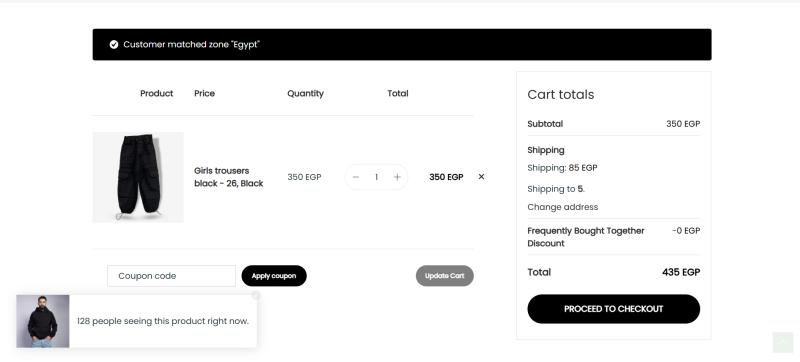 Customer matched zone "Egypt"
Product Price Quantity Total
Girls trousers
black - 26, Black
350 EGP
− 1 +
350 EGP
×
Coupon code
Apply coupon
Update Cart
Cart totals
Subtotal 350 EGP
Shipping
Shipping: 85 EGP
Shipping to 5.
Change address
Frequently Bought Together -0 EGP
Discount
Total 435 EGP
PROCEED TO CHECKOUT
128 people seeing this product right now.